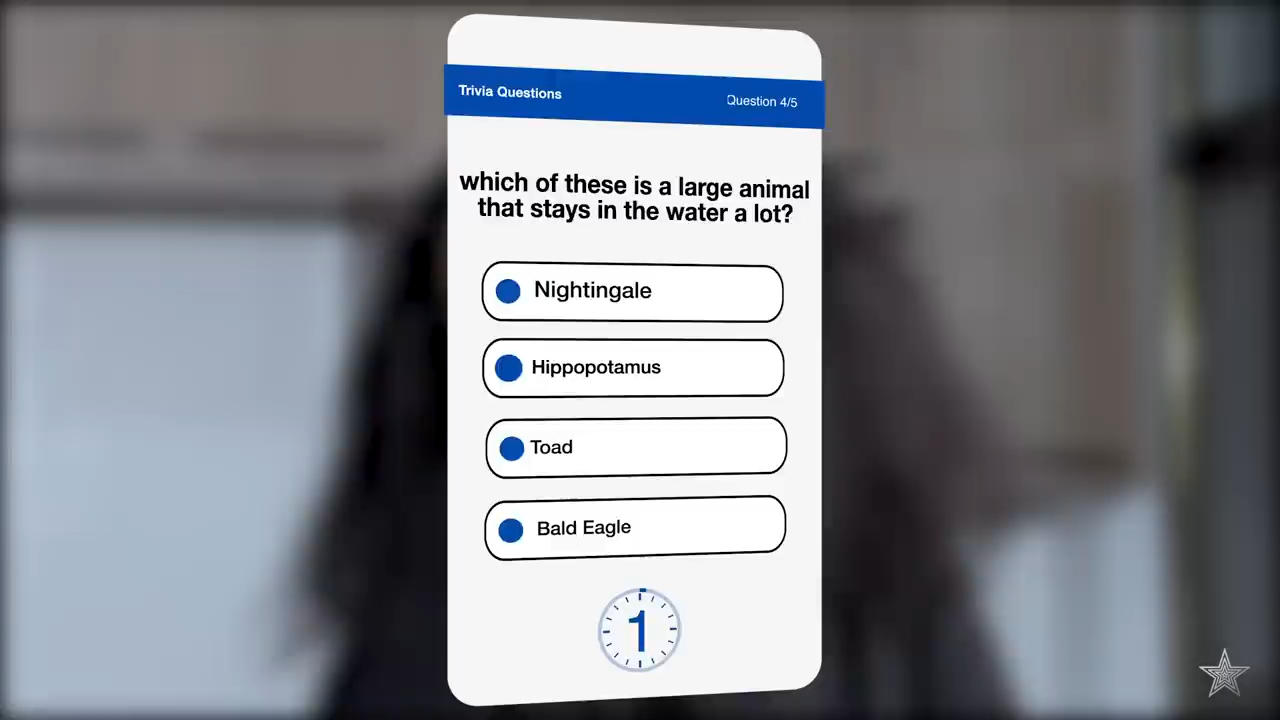 Trivia Questions
Question 4/5
which of these is a large animal
that stays in the water a lot?
Nightingale
Hippopotamus
Toad
Bald Eagle
1